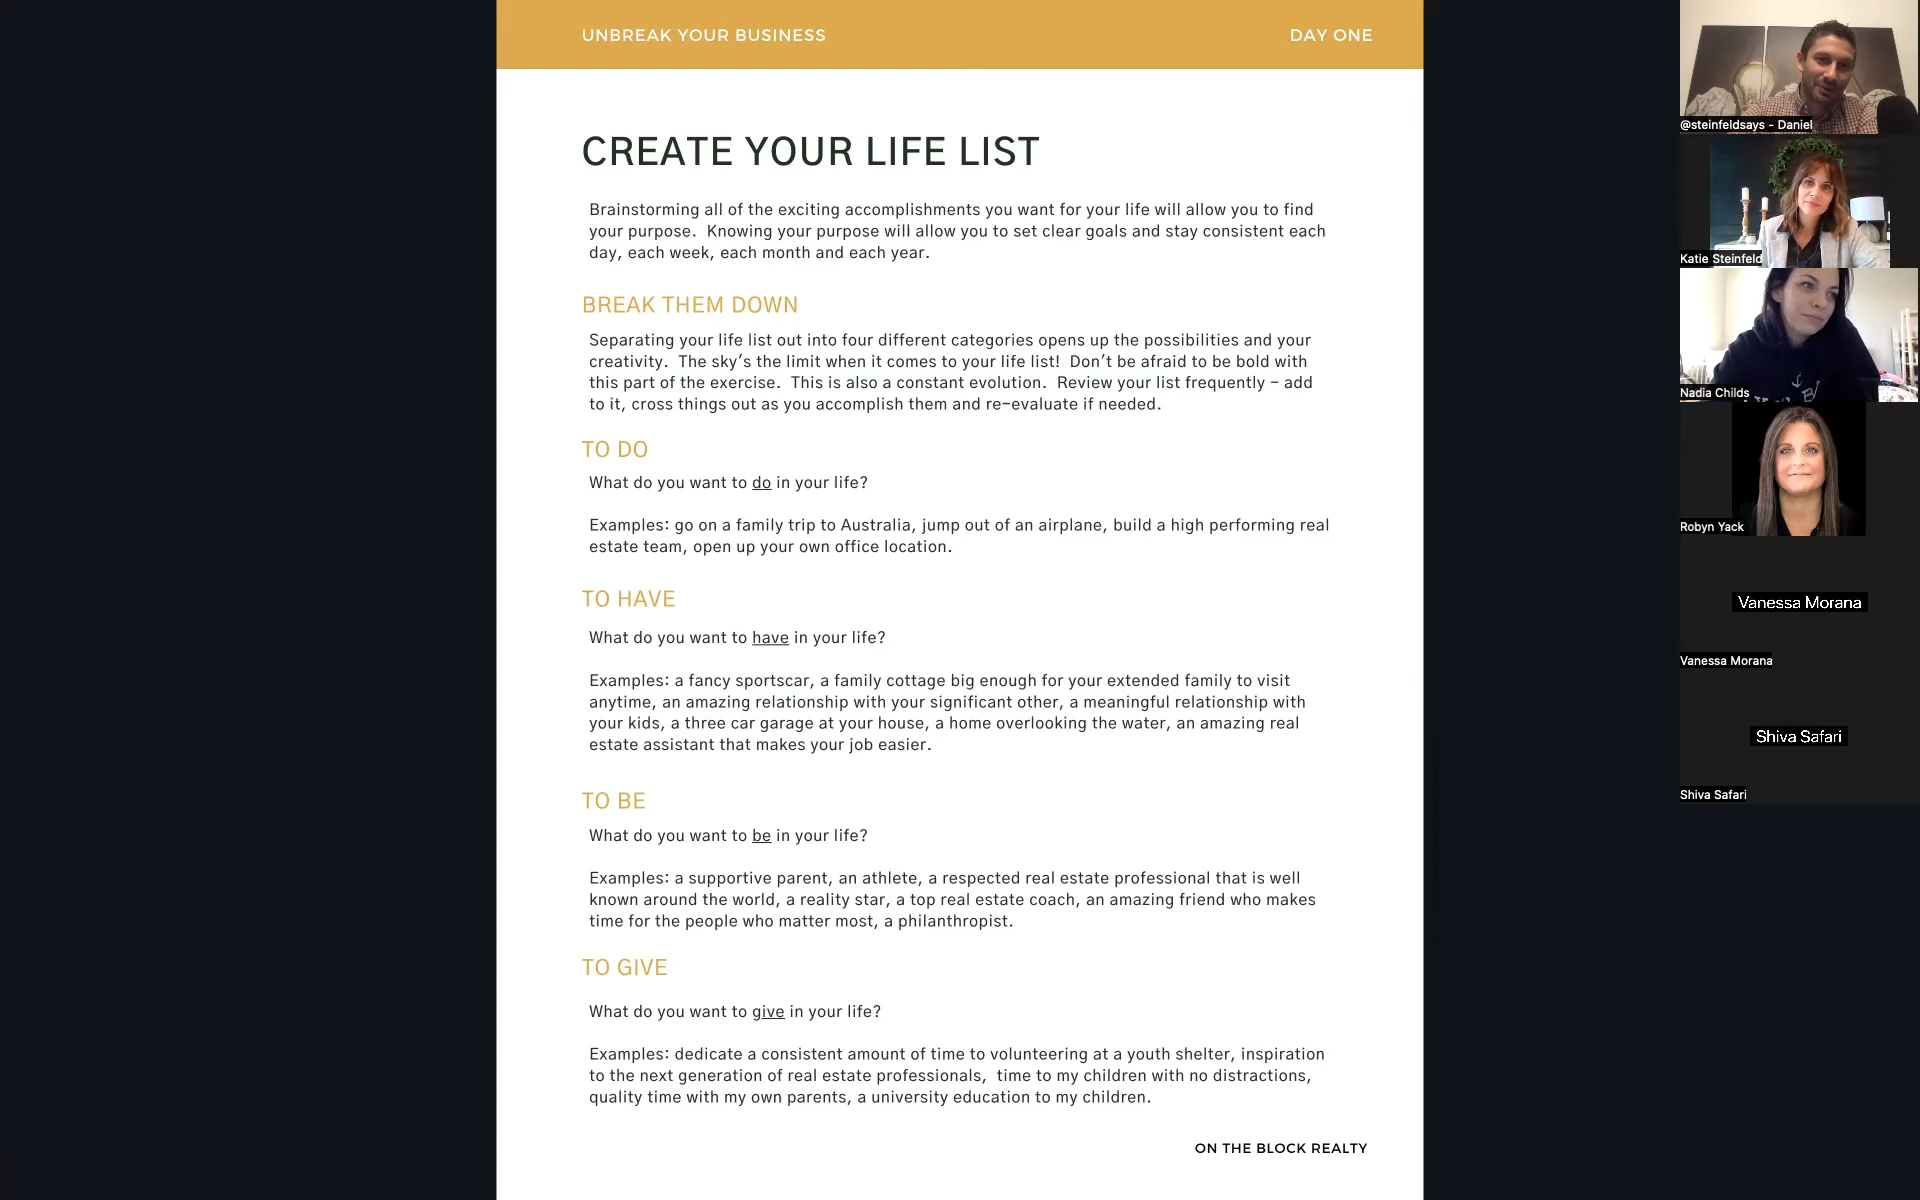 UNBREAK YOUR BUSINESS
DAY ONE
CREATE YOUR LIFE LIST
Brainstorming all of the exciting accomplishments you want for your life will allow you to find
your purpose.  Knowing your purpose will allow you to set clear goals and stay consistent each
day, each week, each month and each year.
BREAK THEM DOWN
Separating your life list out into four different categories opens up the possibilities and your
creativity.  The sky's the limit when it comes to your life list!  Don't be afraid to be bold with
this part of the exercise.  This is also a constant evolution.  Review your list frequently - add
to it, cross things out as you accomplish them and re-evaluate if needed.
TO DO
What do you want to do in your life?
Examples: go on a family trip to Australia, jump out of an airplane, build a high performing real
estate team, open up your own office location.
TO HAVE
What do you want to have in your life?
Examples: a fancy sportscar, a family cottage big enough for your extended family to visit
anytime, an amazing relationship with your significant other, a meaningful relationship with
your kids, a three car garage at your house, a home overlooking the water, an amazing real
estate assistant that makes your job easier.
TO BE
What do you want to be in your life?
Examples: a supportive parent, an athlete, a respected real estate professional that is well
known around the world, a reality star, a top real estate coach, an amazing friend who makes
time for the people who matter most, a philanthropist.
TO GIVE
What do you want to give in your life?
Examples: dedicate a consistent amount of time to volunteering at a youth shelter, inspiration
to the next generation of real estate professionals,  time to my children with no distractions,
quality time with my own parents, a university education to my children.
ON THE BLOCK REALTY
@steinfeldsays - Daniel
Katie Steinfeld
Nadia Childs
Robyn Yack
Vanessa Morana
Vanessa Morana
Shiva Safari
Shiva Safari